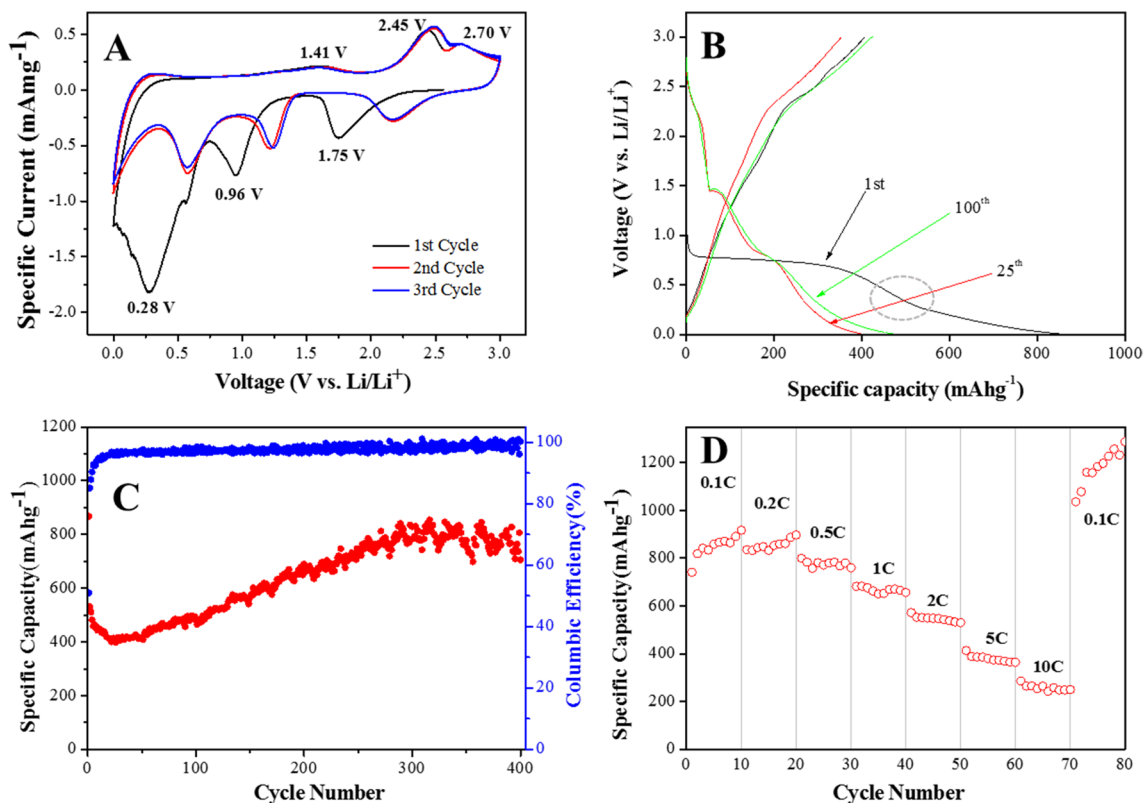 A
0.5
0.0
-0.5
-1.0
-1.5
-2.0
Specific Current (mAmg-1)
2.45 V
2.70 V
1.41 V
1.75 V
0.96 V
0.28 V
1st Cycle
2nd Cycle
3rd Cycle
0.0 0.5 1.0 1.5 2.0 2.5 3.0
Voltage (V vs. Li/Li+)
B
3.0
2.5
2.0
1.5
1.0
0.5
0.0
Voltage (V vs. Li/Li+)
1st
100th
25th
0 200 400 600 800 1000
Specific capacity (mAhg-1)
C
1200
1000
800
600
400
200
0
Specific Capacity(mAhg-1)
100
80
60
40
20
0
Columbic Efficiency(%)
0 100 200 300 400
Cycle Number
D
1200
1000
800
600
400
200
0
Specific Capacity(mAhg-1)
0.1C
0.2C
0.5C
1C
2C
5C
10C
0.1C
0 10 20 30 40 50 60 70 80
Cycle Number